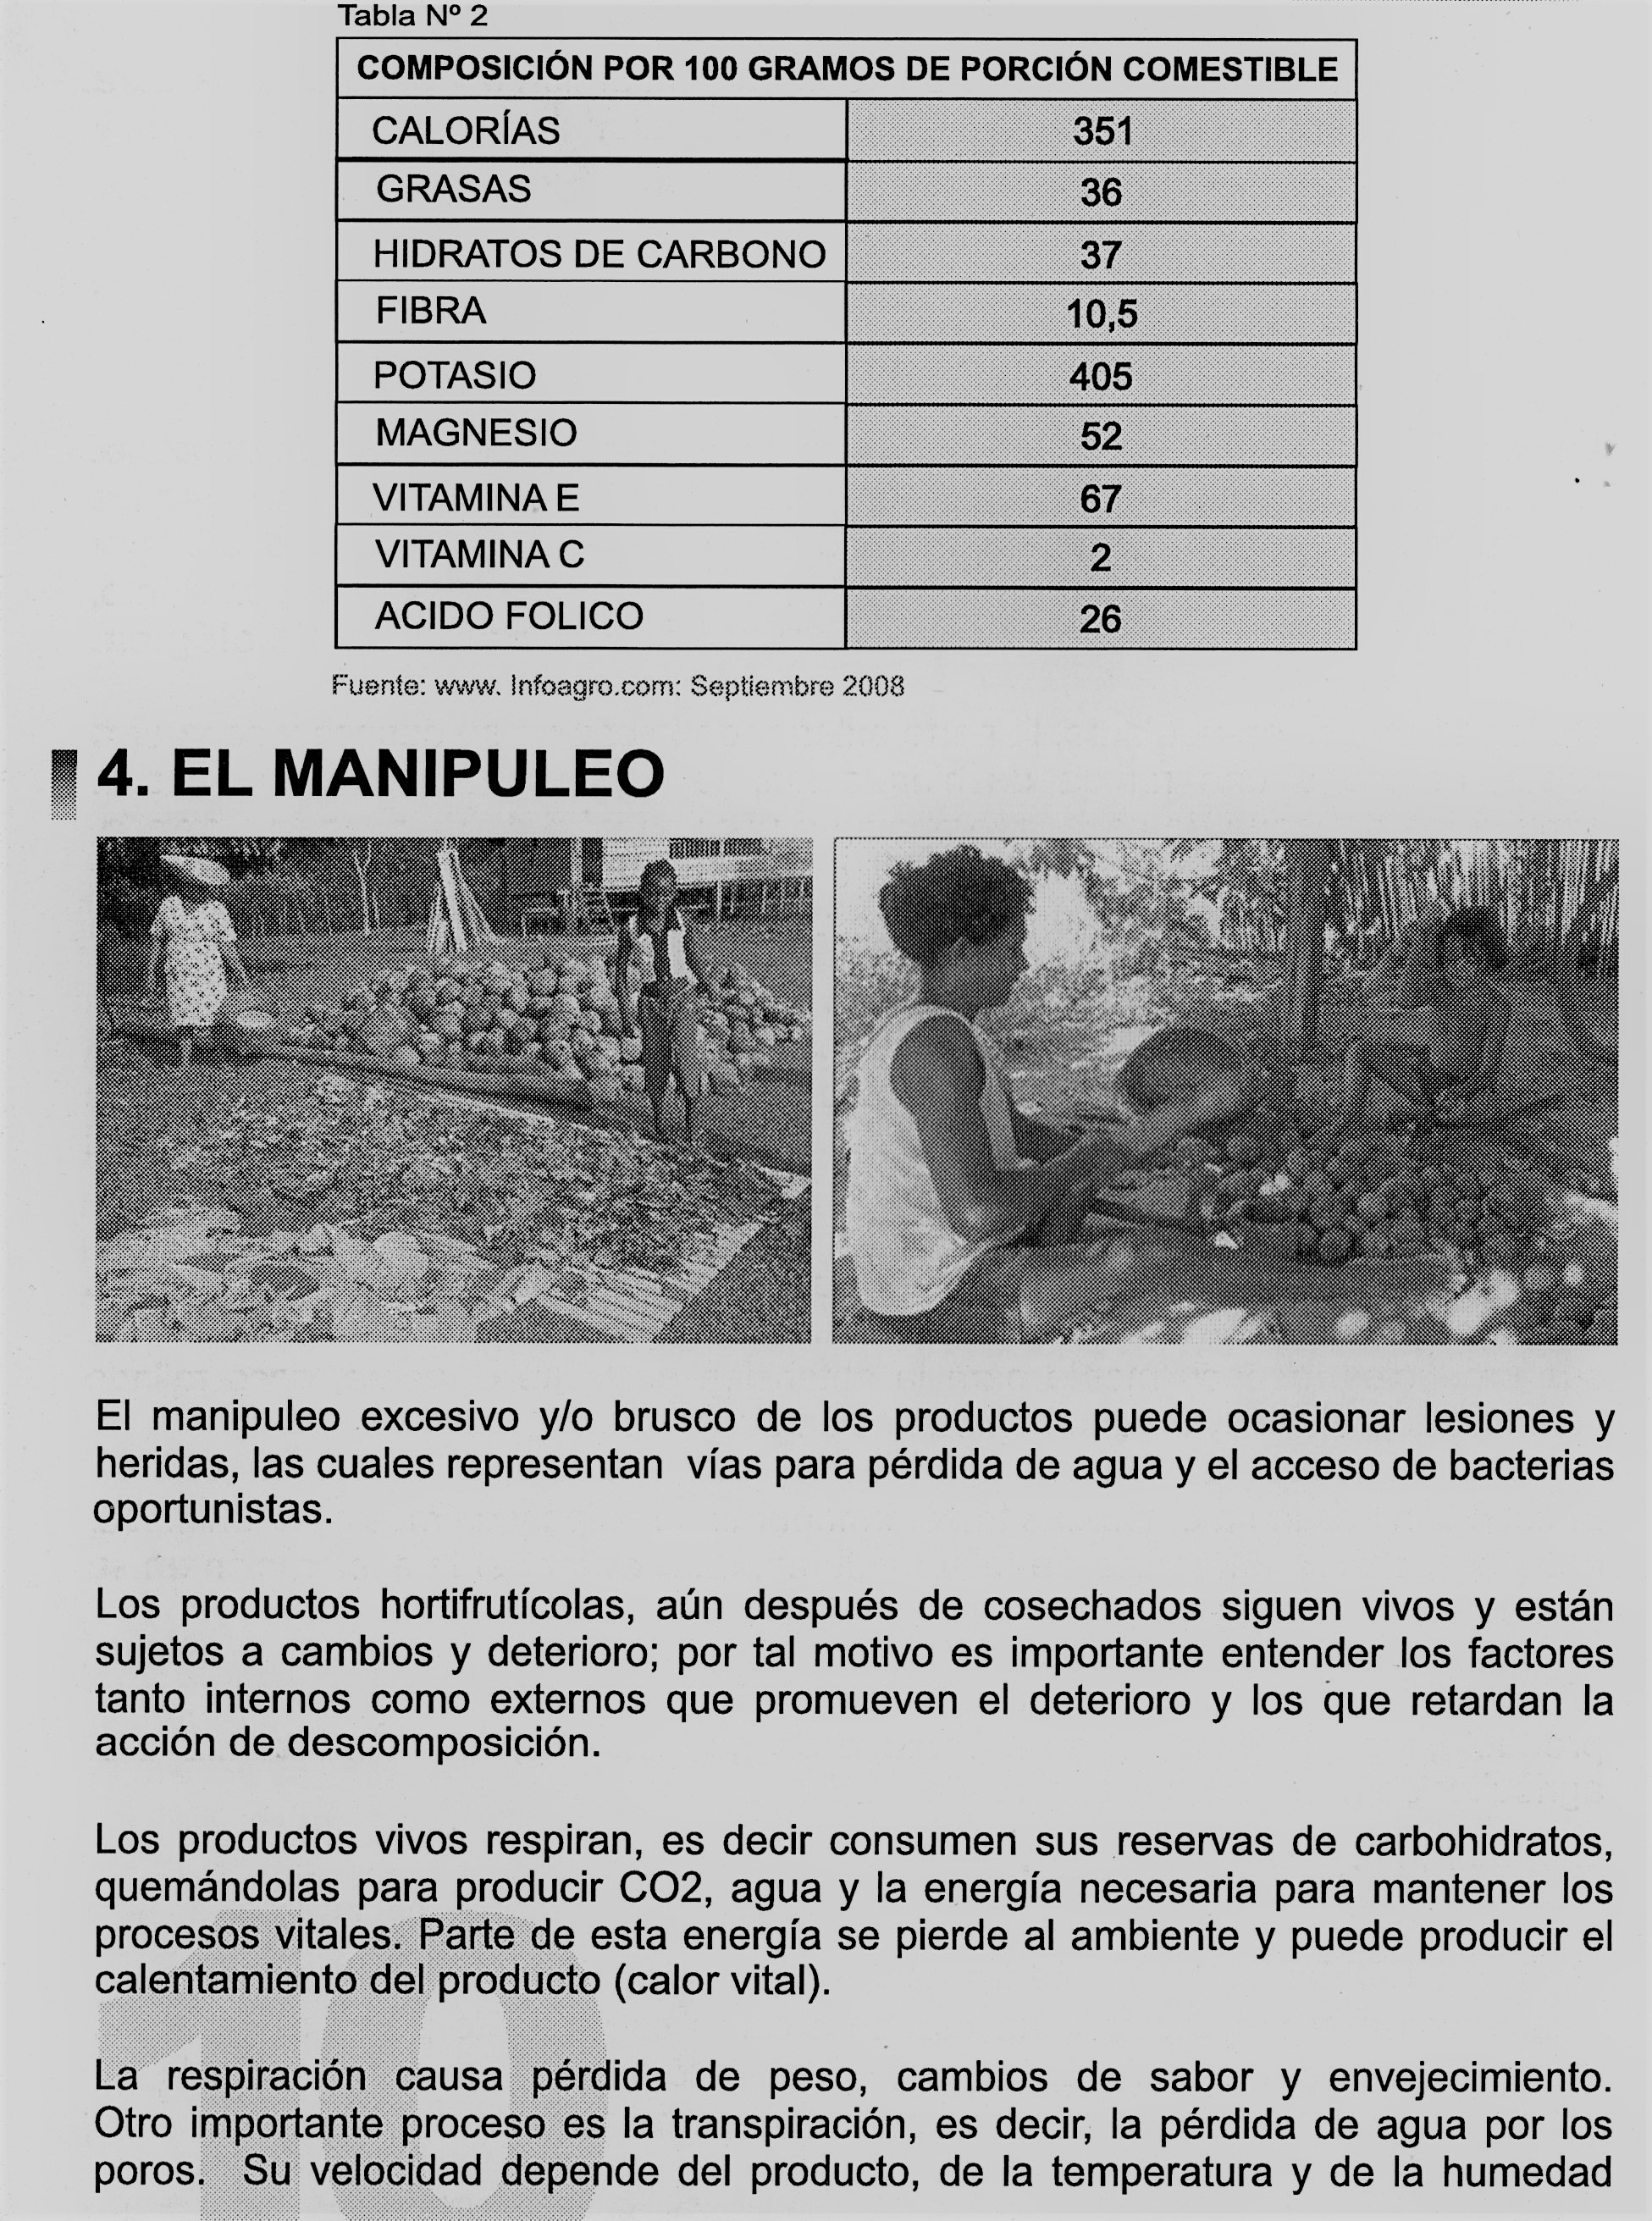 Tabla Nº 2
COMPOSICIÓN POR 100 GRAMOS DE PORCIÓN COMESTIBLE
CALORÍAS 351
GRASAS 36
HIDRATOS DE CARBONO 37
FIBRA 10,5
POTASIO 405
MAGNESIO 52
VITAMINA E 67
VITAMINA C 2
ACIDO FOLICO 26
Fuente: www. Infoagro.com: Septiembre 2008
4. EL MANIPULEO
El manipuleo excesivo y/o brusco de los productos puede ocasionar lesiones y
heridas, las cuales representan vías para pérdida de agua y el acceso de bacterias
oportunistas.
Los productos hortifrutícolas, aún después de cosechados siguen vivos y están
sujetos a cambios y deterioro; por tal motivo es importante entender los factores
tanto internos como externos que promueven el deterioro y los que retardan la
acción de descomposición.
Los productos vivos respiran, es decir consumen sus reservas de carbohidratos,
quemándolas para producir CO2, agua y la energía necesaria para mantener los
procesos vitales. Parte de esta energía se pierde al ambiente y puede producir el
calentamiento del producto (calor vital).
La respiración causa pérdida de peso, cambios de sabor y envejecimiento.
Otro importante proceso es la transpiración, es decir, la pérdida de agua por los
poros. Su velocidad depende del producto, de la temperatura y de la humedad
10